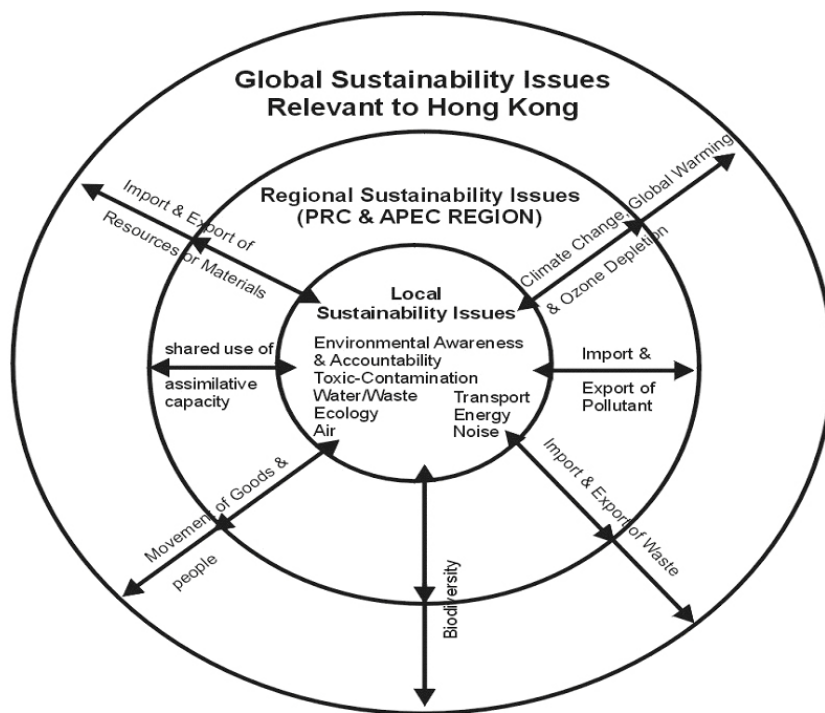 Global Sustainability Issues
Relevant to Hong Kong
Regional Sustainability Issues
(PRC & APEC REGION)
Import & Export of
Resources or Materials
Climate Change, Global Warming
& Ozone Depletion
Local
Sustainability Issues
Environmental Awareness
& Accountability
Toxic-Contamination
Water/Waste
Ecology
Air
Transport
Energy
Noise
shared use of
assimilative
capacity
Import &
Export of
Pollutant
Movement of Goods &
people
Biodiversity
Import & Export of Waste